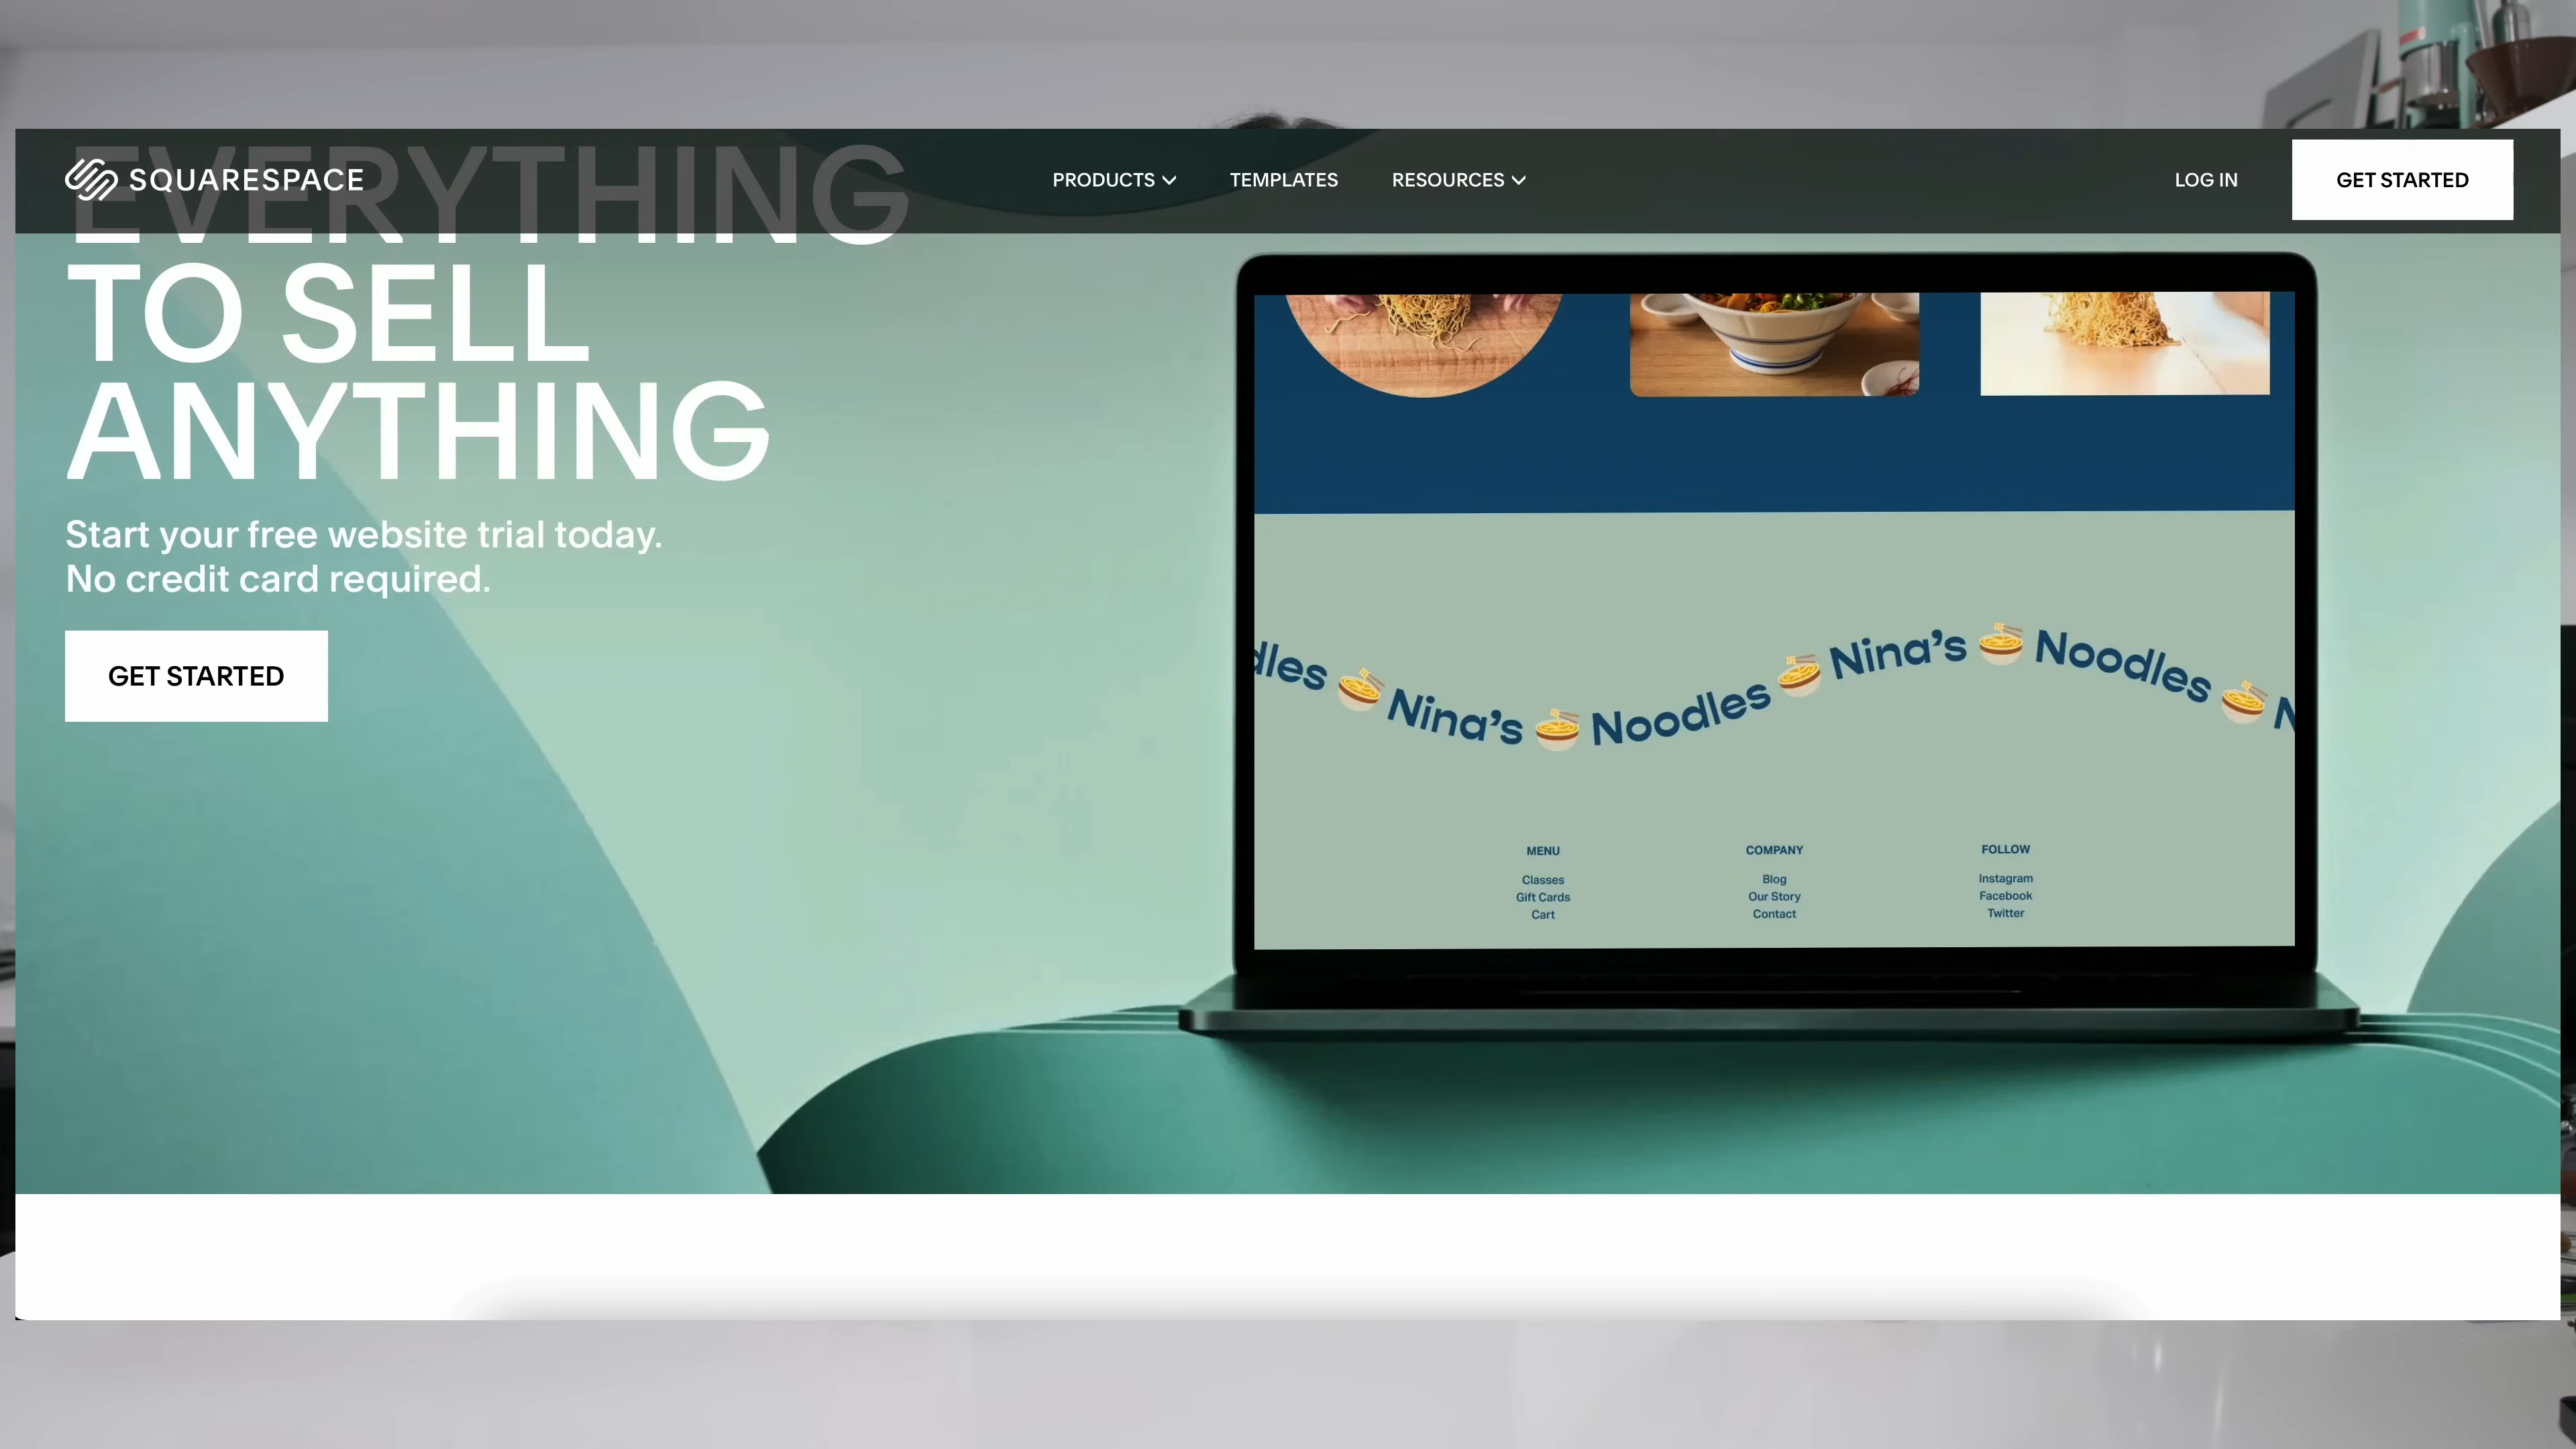 SQUARESPACE
PRODUCTS
TEMPLATES
RESOURCES
LOG IN
GET STARTED
EVERYTHING
TO SELL
ANYTHING
Start your free website trial today.
No credit card required.
GET STARTED
dles 🍜 Nina’s 🍜 Noodles 🍜 Nina’s 🍜 Noodles 🍜 N
MENU
Classes
Gift Cards
Cart
COMPANY
Blog
Our Story
Contact
FOLLOW
Instagram
Facebook
Twitter